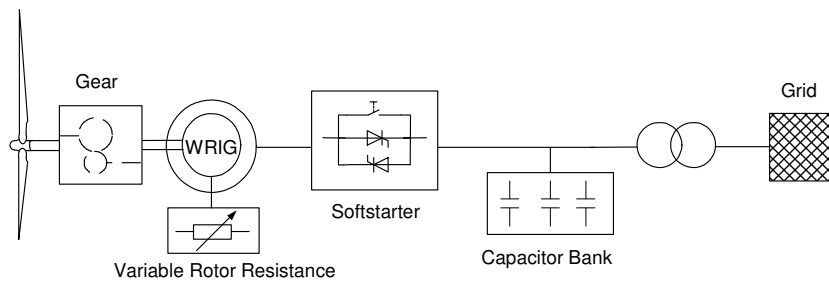 Gear
Grid
WRIG
Softstarter
Capacitor Bank
Variable Rotor Resistance